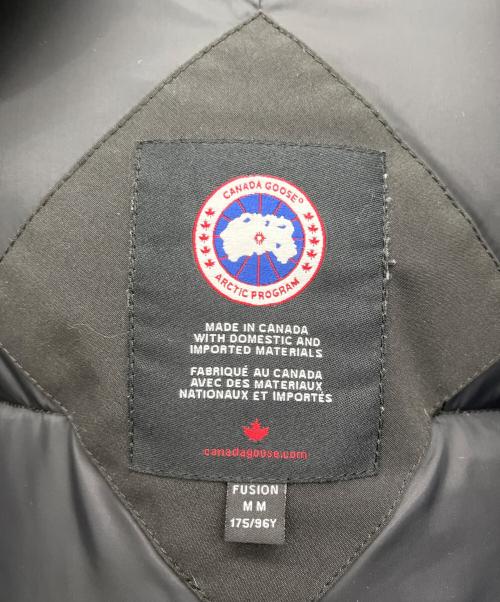 CANADA GOOSE®
ARCTIC PROGRAM
MADE IN CANADA
WITH DOMESTIC AND
IMPORTED MATERIALS
FABRIQUÉ AU CANADA
AVEC DES MATERIAUX
NATIONAUX ET IMPORTÉS
canadagoose.com
FUSION
M M
175/96Y